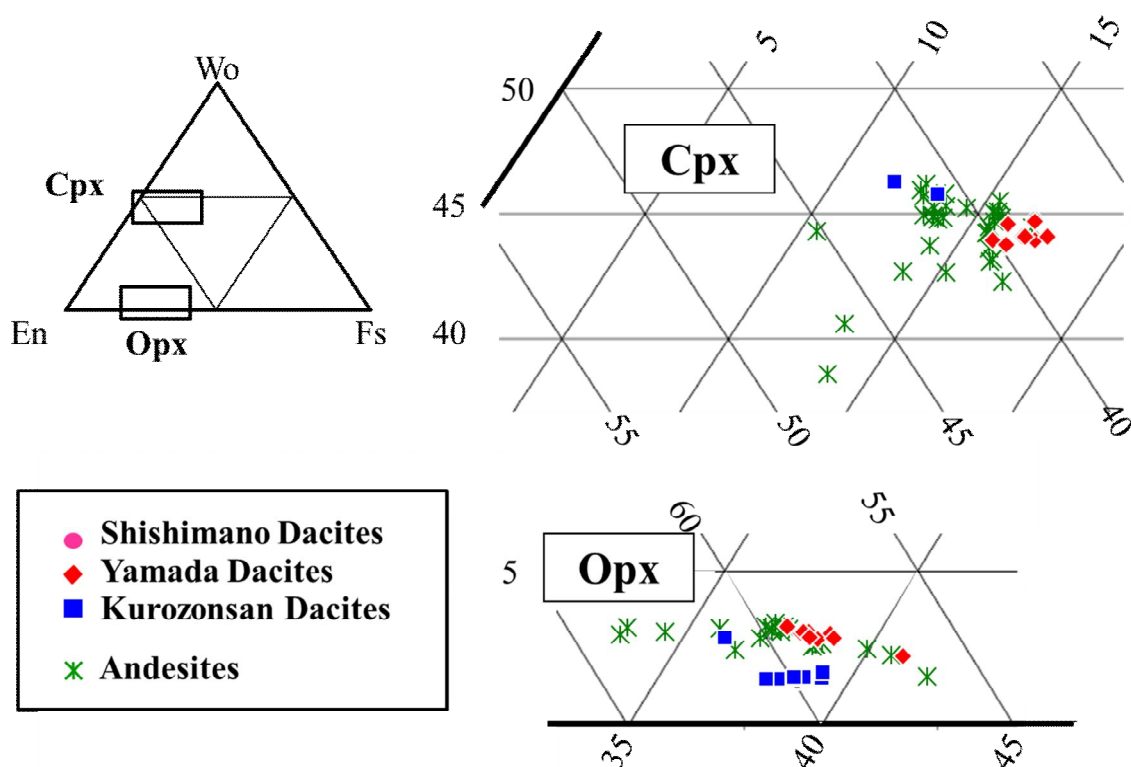 Wo
Cpx
En
Opx
Fs
5
10
15
50
45
40
Cpx
55
50
45
40
Shishimano Dacites
Yamada Dacites
Kurozonsan Dacites
Andesites
60
55
5
Opx
35
40
45